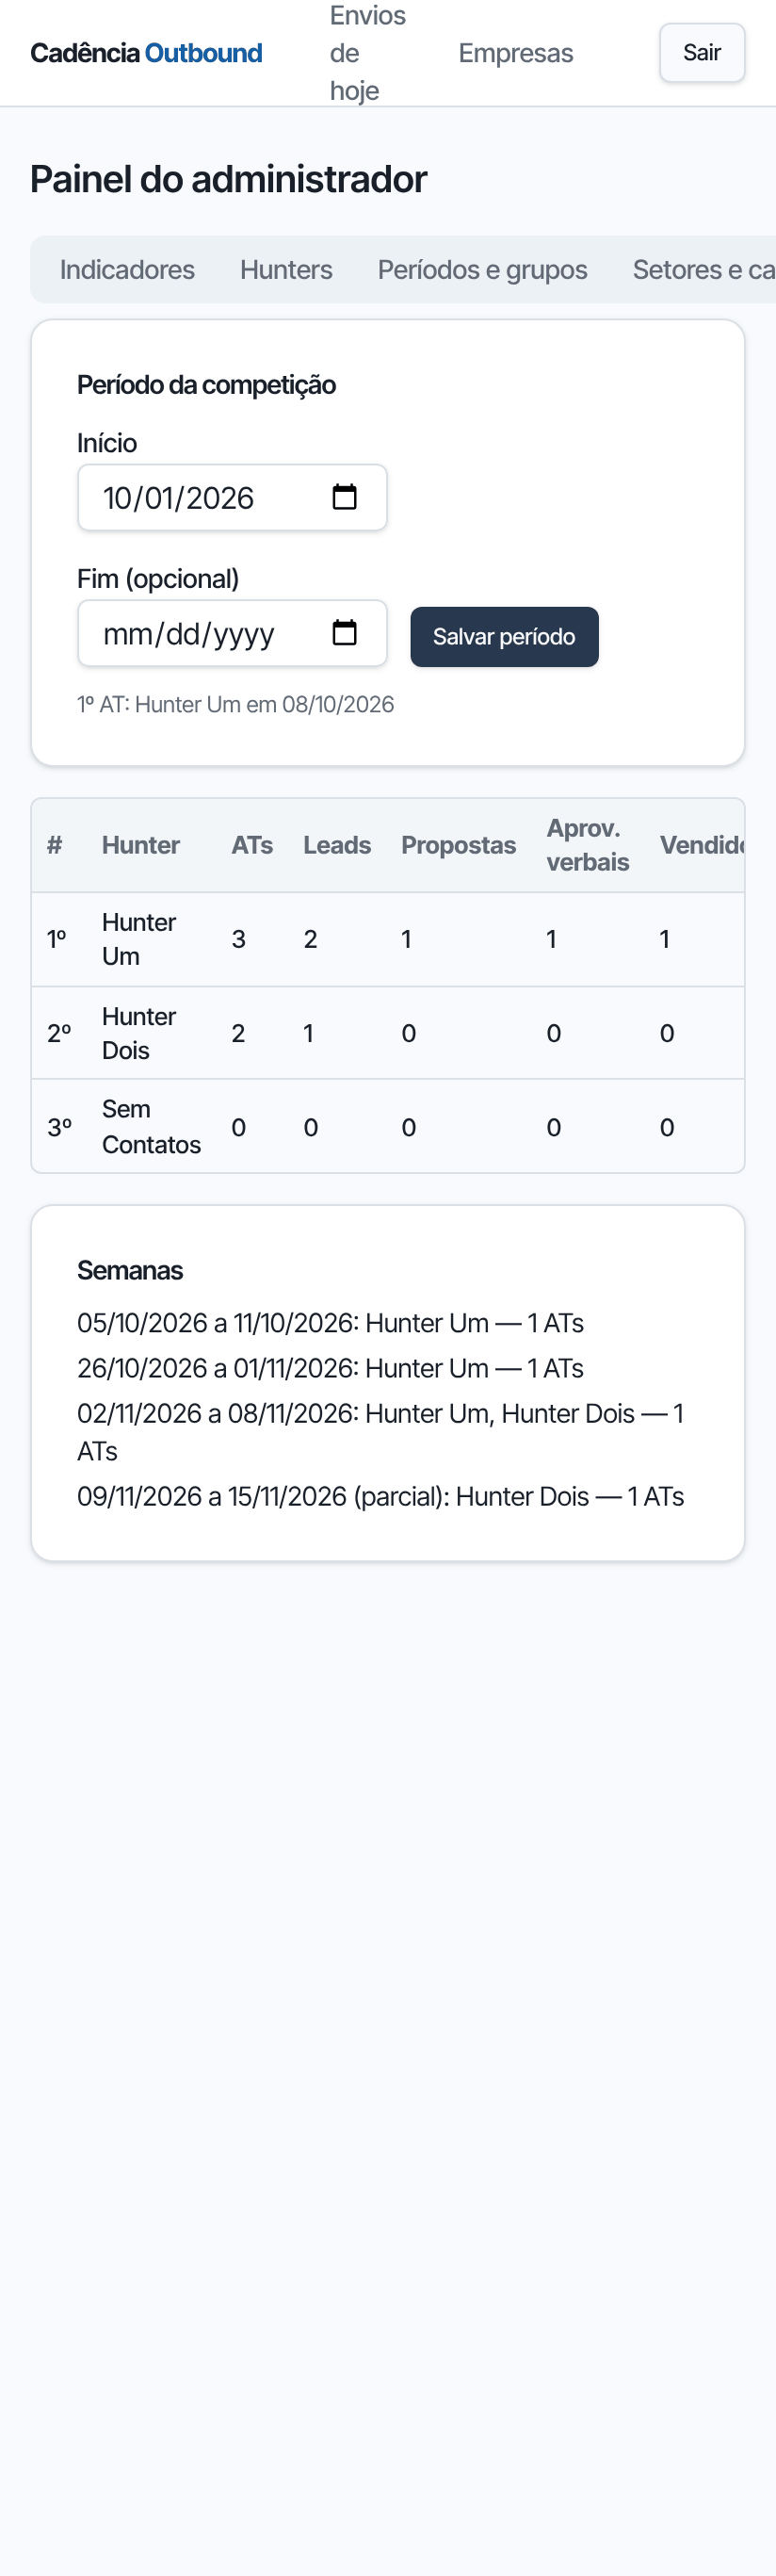 Cadência Outbound
Envios
de
hoje
Empresas
Sair
Painel do administrador
Indicadores Hunters Períodos e grupos Setores e ca
Período da competição
Início
10/01/2026
Fim (opcional)
mm/dd/yyyy
Salvar período
1º AT: Hunter Um em 08/10/2026
# Hunter ATs Leads Propostas Aprov. verbais Vendido
1º Hunter Um 3 2 1 1 1
2º Hunter Dois 2 1 0 0 0
3º Sem Contatos 0 0 0 0 0
Semanas
05/10/2026 a 11/10/2026: Hunter Um — 1 ATs
26/10/2026 a 01/11/2026: Hunter Um — 1 ATs
02/11/2026 a 08/11/2026: Hunter Um, Hunter Dois — 1
ATs
09/11/2026 a 15/11/2026 (parcial): Hunter Dois — 1 ATs